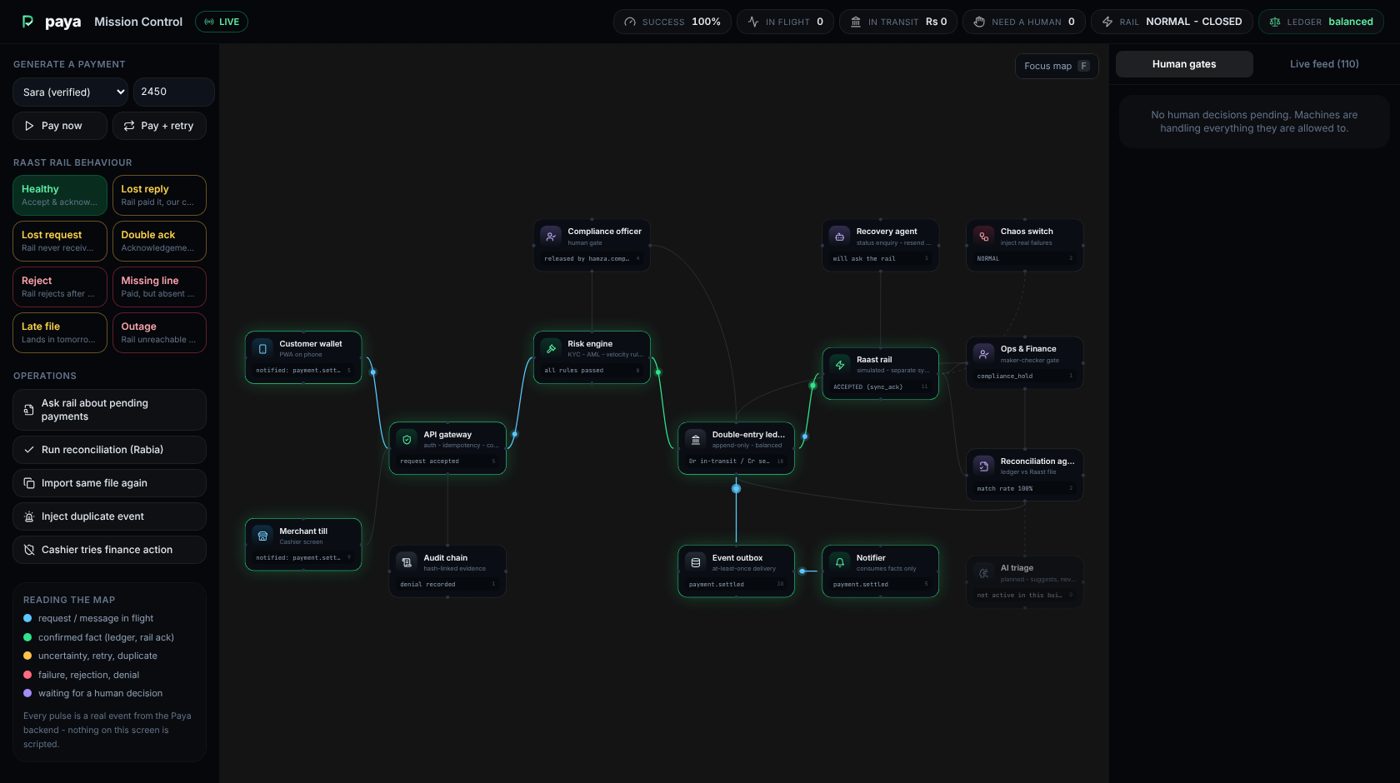 paya
Mission Control
LIVE
SUCCESS 100%
IN FLIGHT 0
IN TRANSIT Rs 0
NEED A HUMAN 0
RAIL NORMAL - CLOSED
LEDGER balanced
GENERATE A PAYMENT
Sara (verified)
2450
Pay now
Pay + retry
RAAST RAIL BEHAVIOUR
Healthy
Accept & acknow...
Lost reply
Rail paid it, our c...
Lost request
Rail never receiv...
Double ack
Acknowledgeme...
Reject
Rail rejects after ...
Missing line
Paid, but absent ...
Late file
Lands in tomorro...
Outage
Rail unreachable ...
OPERATIONS
Ask rail about pending
payments
Run reconciliation (Rabia)
Import same file again
Inject duplicate event
Cashier tries finance action
READING THE MAP
request / message in flight
confirmed fact (ledger, rail ack)
uncertainty, retry, duplicate
failure, rejection, denial
waiting for a human decision
Every pulse is a real event from the Paya
backend - nothing on this screen is
scripted.
Focus map F
Compliance officer
human gate
released by hamza.comp… 4
Recovery agent
status enquiry - resend ...
will ask the rail
Chaos switch
inject real failures
NORMAL 2
Customer wallet
PWA on phone
notified: payment.sett… 5
Risk engine
KYC - AML - velocity rul...
all rules passed
Raast rail
simulated - separate sy...
ACCEPTED (sync_ack) 11
Ops & Finance
maker-checker gate
compliance_hold 1
API gateway
auth - idempotency - co...
request accepted 5
Double-entry led...
append-only - balanced
Dr in-transit / Cr se…
Reconciliation ag...
ledger vs Raast file
match rate 100% 2
Merchant till
Cashier screen
notified: payment.sett…
Audit chain
hash-linked evidence
denial recorded 1
Event outbox
at-least-once delivery
payment.settled
Notifier
consumes facts only
payment.settled
AI triage
planned - suggests, nev...
not active in this bui… 0
Human gates
Live feed (110)
No human decisions pending. Machines are
handling everything they are allowed to.